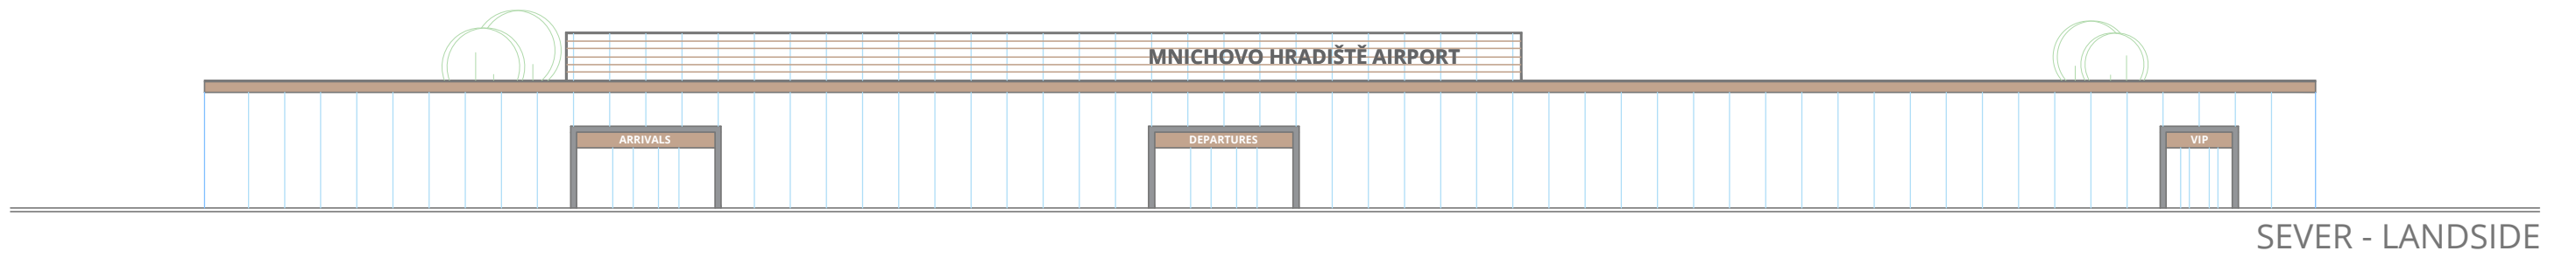 MNICHOVO HRADIŠTĚ AIRPORT
ARRIVALS
DEPARTURES
VIP
SEVER - LANDSIDE